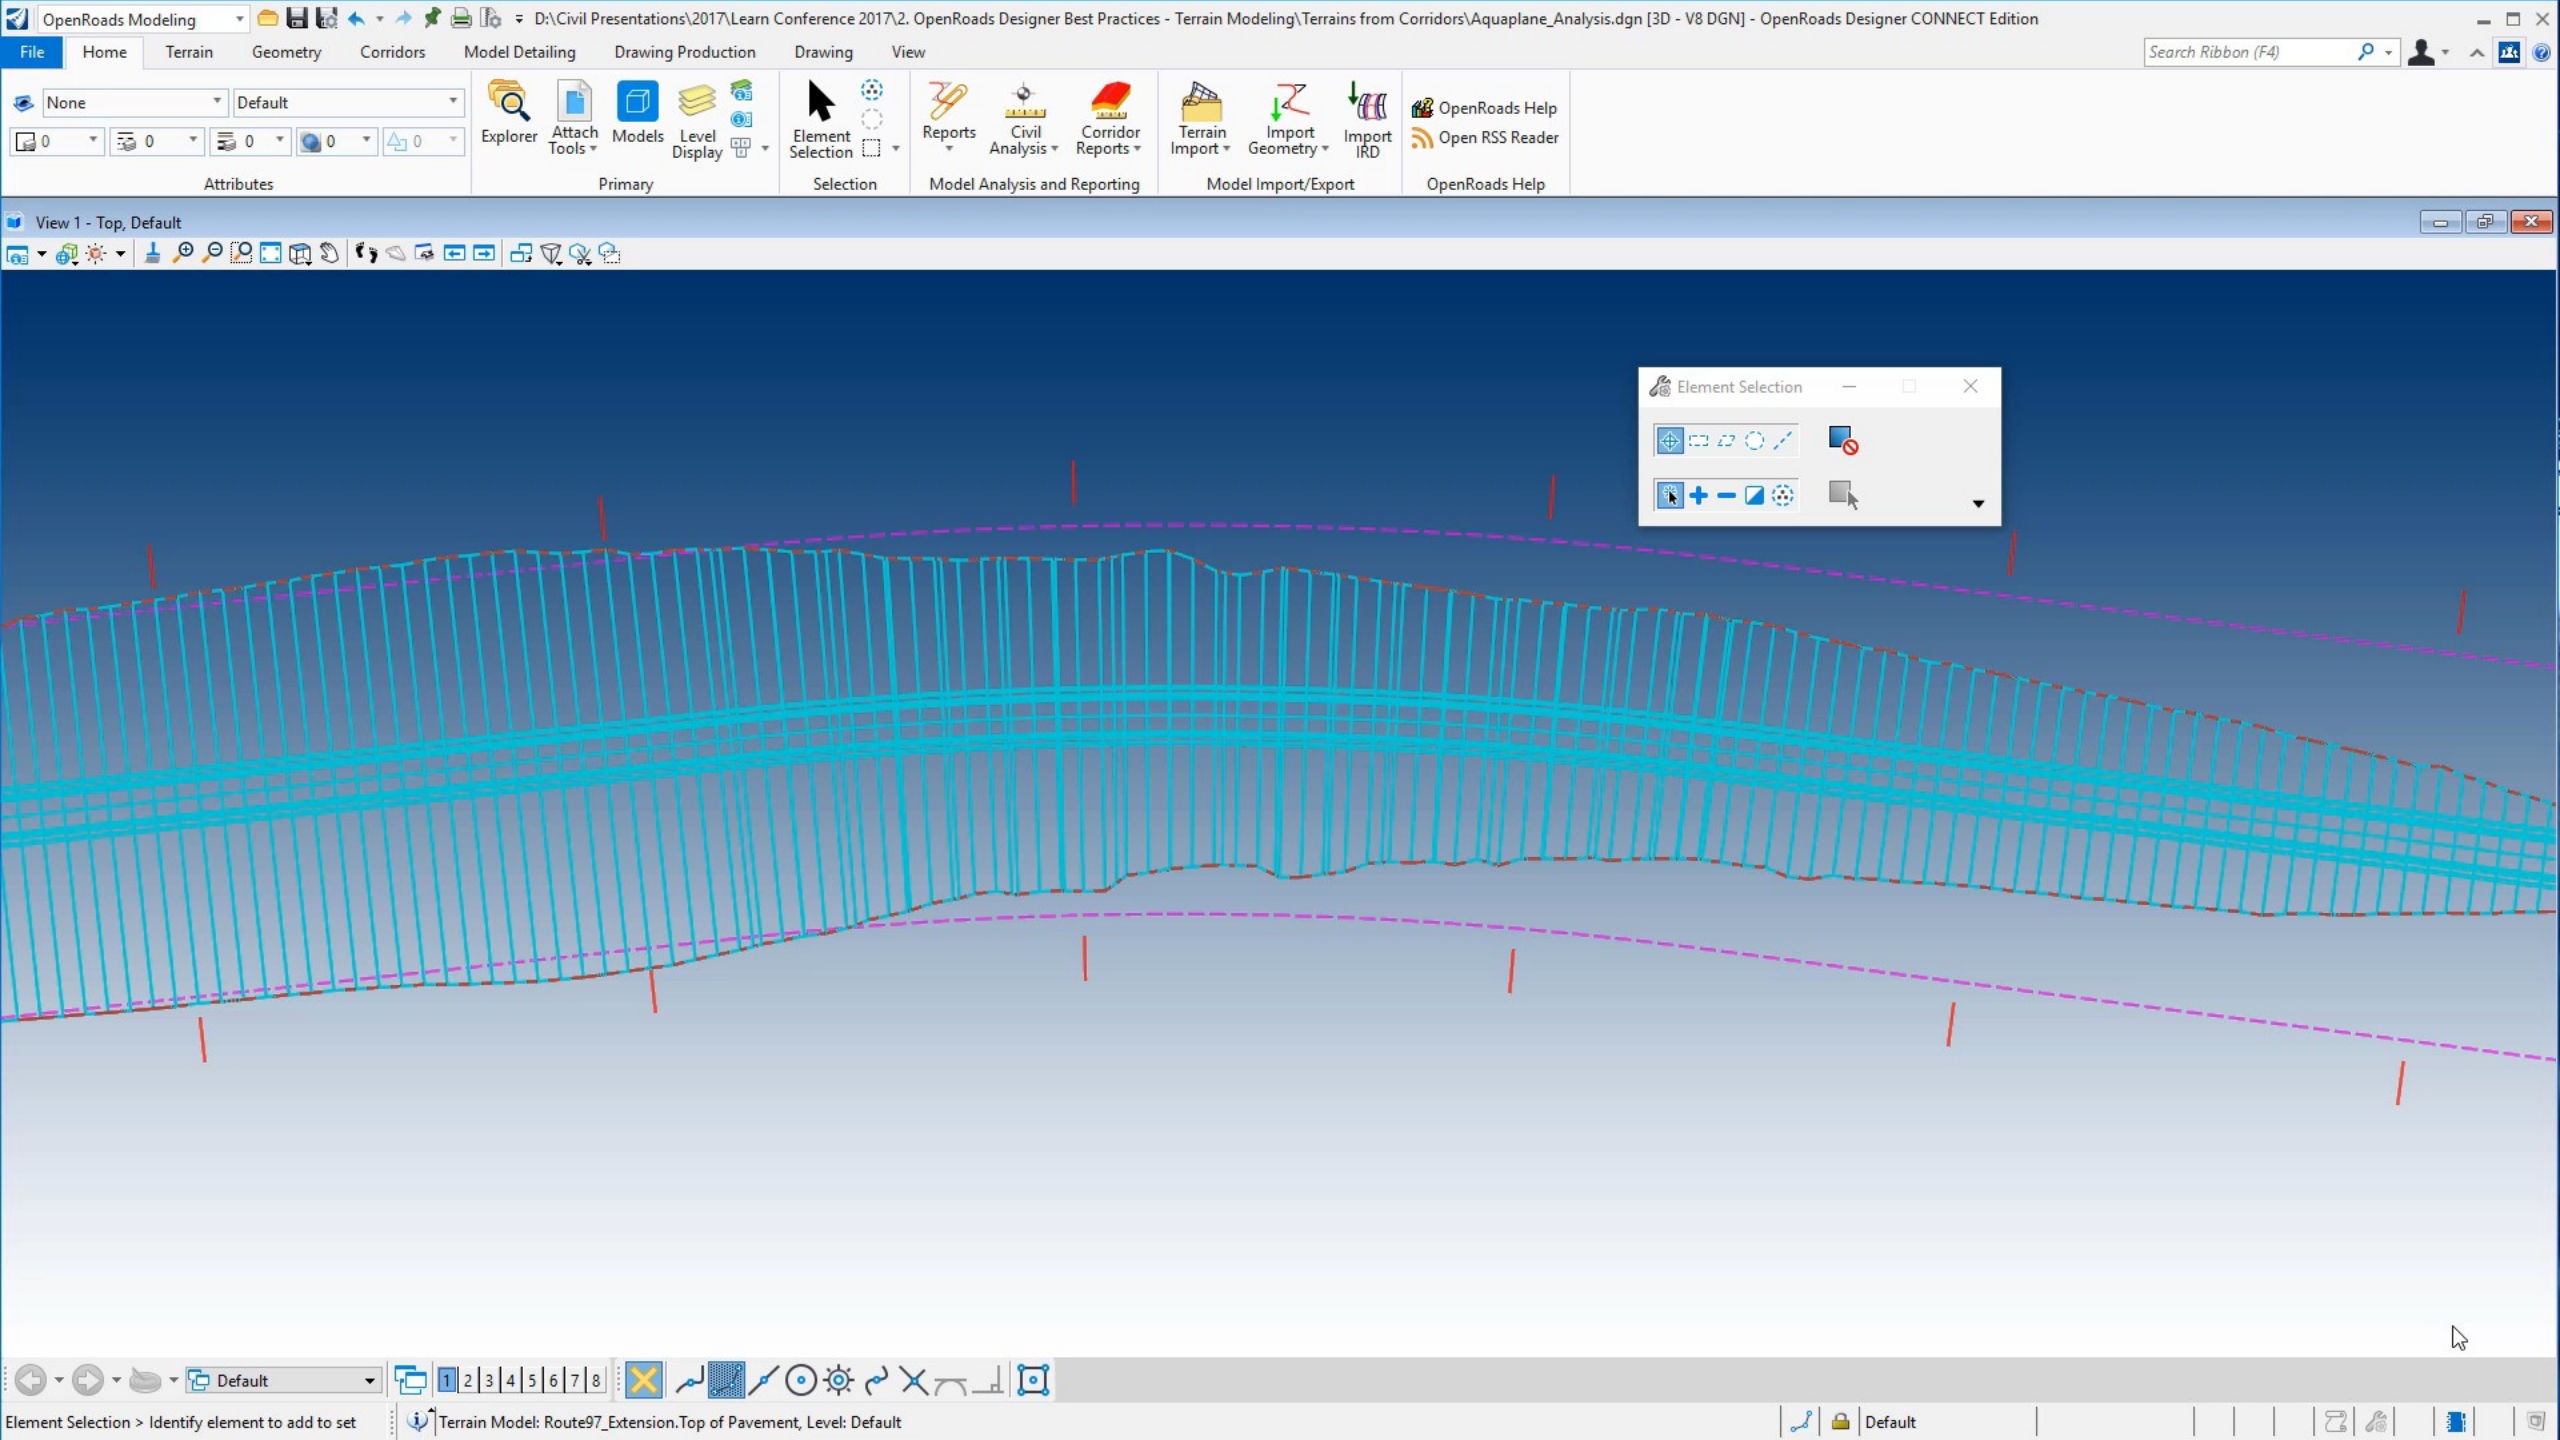 OpenRoads Modeling D:\Civil Presentations\2017\Learn Conference 2017\2. OpenRoads Designer Best Practices - Terrain Modeling\Terrains from Corridors\Aquaplane_Analysis.dgn [3D - V8 DGN] - OpenRoads Designer CONNECT Edition
File Home Terrain Geometry Corridors Model Detailing Drawing Production Drawing View Search Ribbon (F4)
None Default
0 0 0 0 0
Attributes
Explorer Attach Tools Models Level Display
Primary
Element Selection
Selection
Reports Civil Analysis Corridor Reports
Model Analysis and Reporting
Terrain Import Import Geometry Import IRD
Model Import/Export
OpenRoads Help
Open RSS Reader
OpenRoads Help
View 1 - Top, Default
Element Selection
Default 1 2 3 4 5 6 7 8
Element Selection > Identify element to add to set Terrain Model: Route97_Extension.Top of Pavement, Level: Default Default